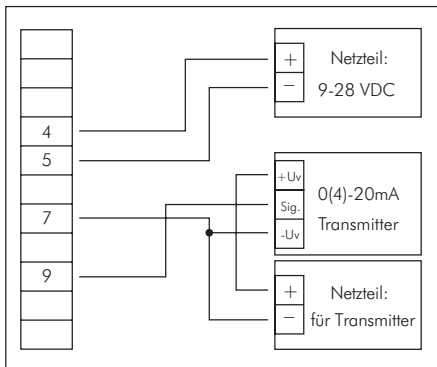 4
5
7
9
+
−
Netzteil:
9-28 VDC
+Uv
Sig.
-Uv
0(4)-20mA
Transmitter
+
−
Netzteil:
für Transmitter